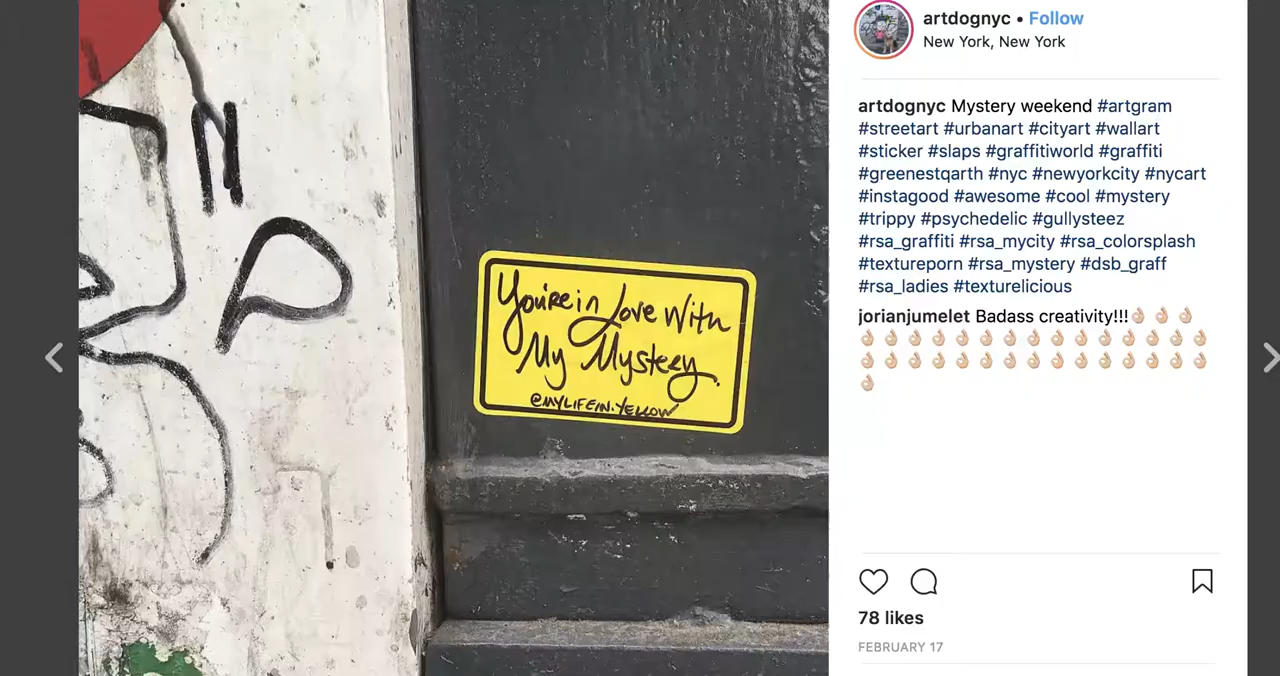 You're in Love With
My Mystery.
@MYLIFEIN.YELLOW
artdognyc • Follow
New York, New York
artdognyc Mystery weekend #artgram
#streetart #urbanart #cityart #wallart
#sticker #slaps #graffitiworld #graffiti
#greenestqarth #nyc #newyorkcity #nycart
#instagood #awesome #cool #mystery
#trippy #psychedelic #gullysteez
#rsa_graffiti #rsa_mycity #rsa_colorsplash
#textureporn #rsa_mystery #dsb_graff
#rsa_ladies #texturelicious
jorianjumelet Badass creativity!!!👌🏼👌🏼👌🏼
👌🏼👌🏼👌🏼👌🏼👌🏼👌🏼👌🏼👌🏼👌🏼👌🏼👌🏼👌🏼👌🏼👌🏼👌🏼
👌🏼👌🏼👌🏼👌🏼👌🏼👌🏼👌🏼👌🏼👌🏼👌🏼👌🏼👌🏼👌🏼👌🏼👌🏼
👌🏼
78 likes
FEBRUARY 17